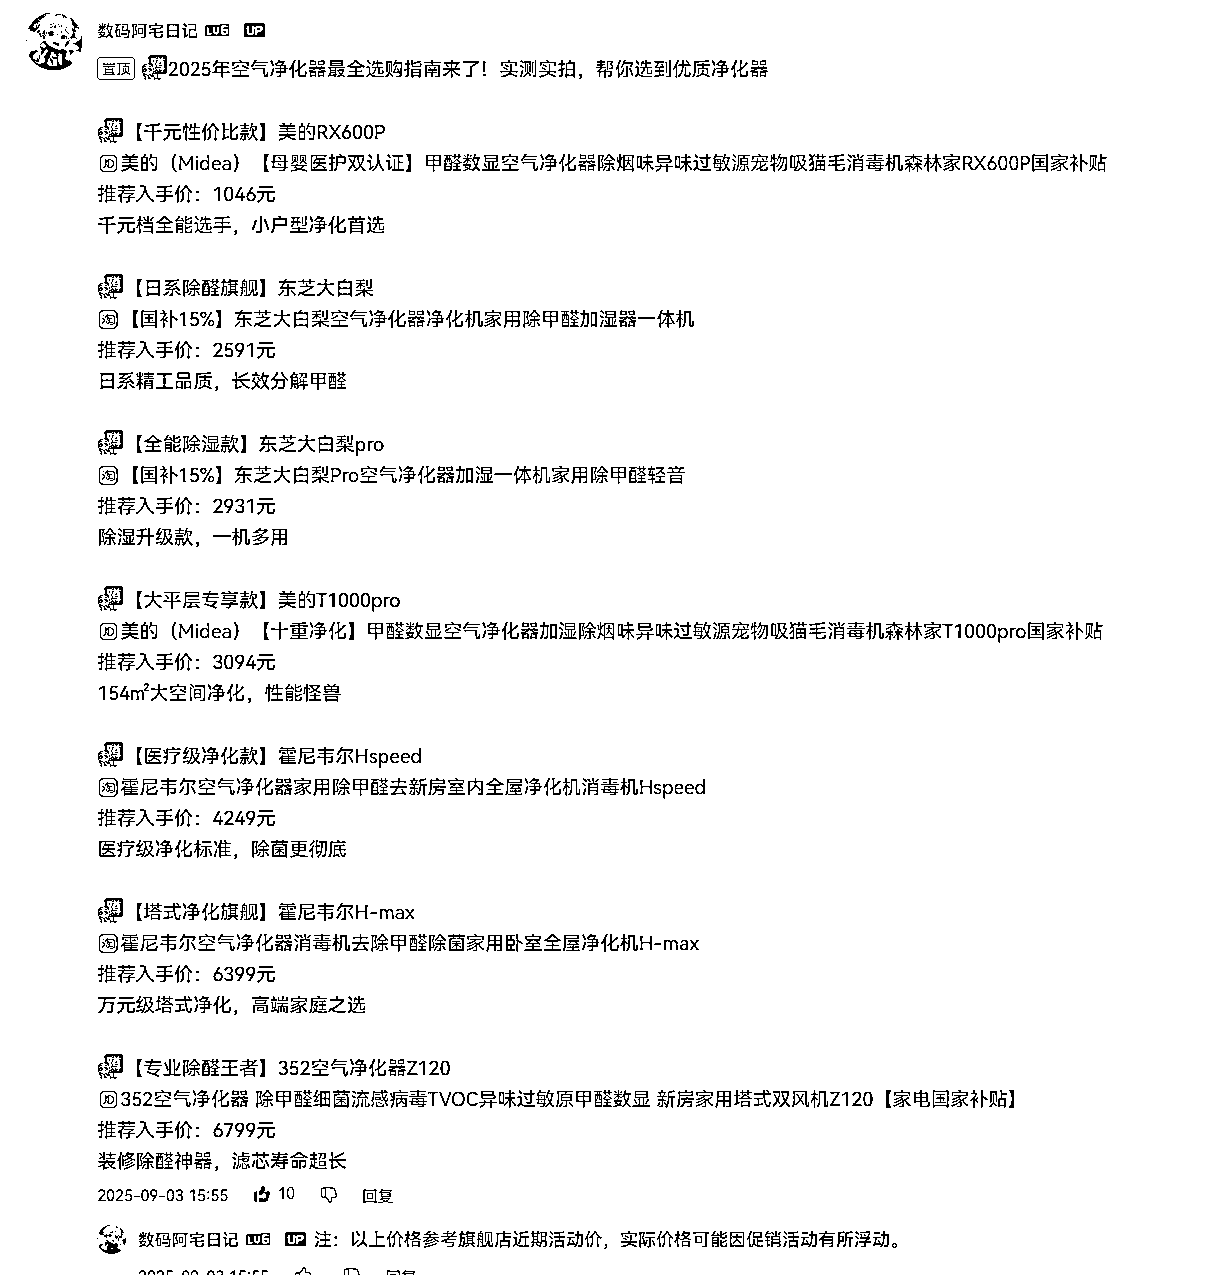 数码阿宅日记 LV6 UP
置顶 2025年空气净化器最全选购指南来了！实测实拍，帮你选到优质净化器
【千元性价比款】美的RX600P
JD美的（Midea）【母婴医护双认证】甲醛数显空气净化器除烟味异味过敏源宠物吸猫毛消毒机森林家RX600P国家补贴
推荐入手价：1046元
千元档全能选手，小户型净化首选
【日系除醛旗舰】东芝大白梨
淘【国补15%】东芝大白梨空气净化器净化机家用除甲醛加湿器一体机
推荐入手价：2591元
日系精工品质，长效分解甲醛
【全能除湿款】东芝大白梨pro
淘【国补15%】东芝大白梨Pro空气净化器加湿一体机家用除甲醛轻音
推荐入手价：2931元
除湿升级款，一机多用
【大平层专享款】美的T1000pro
JD美的（Midea）【十重净化】甲醛数显空气净化器加湿除烟味异味过敏源宠物吸猫毛消毒机森林家T1000pro国家补贴
推荐入手价：3094元
154㎡大空间净化，性能怪兽
【医疗级净化款】霍尼韦尔Hspeed
淘霍尼韦尔空气净化器家用除甲醛去新房室内全屋净化机消毒机Hspeed
推荐入手价：4249元
医疗级净化标准，除菌更彻底
【塔式净化旗舰】霍尼韦尔H-max
淘霍尼韦尔空气净化器消毒机去除甲醛除菌家用卧室全屋净化机H-max
推荐入手价：6399元
万元级塔式净化，高端家庭之选
【专业除醛王者】352空气净化器Z120
JD352空气净化器 除甲醛细菌流感病毒TVOC异味过敏原甲醛数显 新房家用塔式双风机Z120【家电国家补贴】
推荐入手价：6799元
装修除醛神器，滤芯寿命超长
2025-09-03 15:55 10 回复
数码阿宅日记 LV6 UP 注：以上价格参考旗舰店近期活动价，实际价格可能因促销活动有所浮动。
2025-09-03 15:55 回复